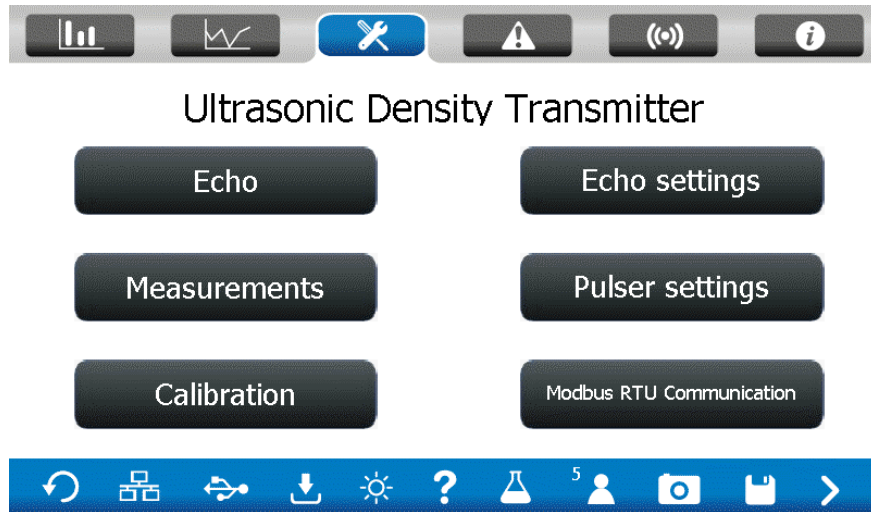 Ultrasonic Density Transmitter
Echo
Echo settings
Measurements
Pulser settings
Calibration
Modbus RTU Communication
5